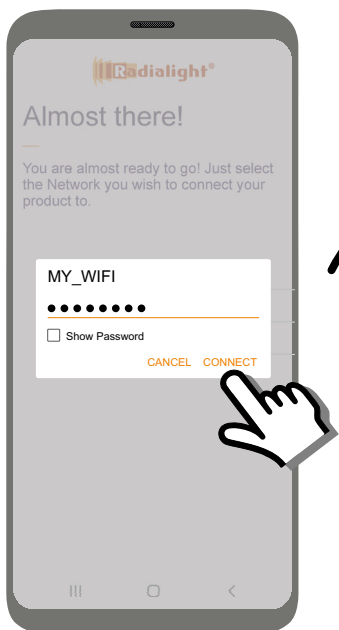 Radialight®
Almost there!
You are almost ready to go! Just select
the Network you wish to connect your
product to.
MY_WIFI
●●●●●●●●
Show Password
CANCEL CONNECT